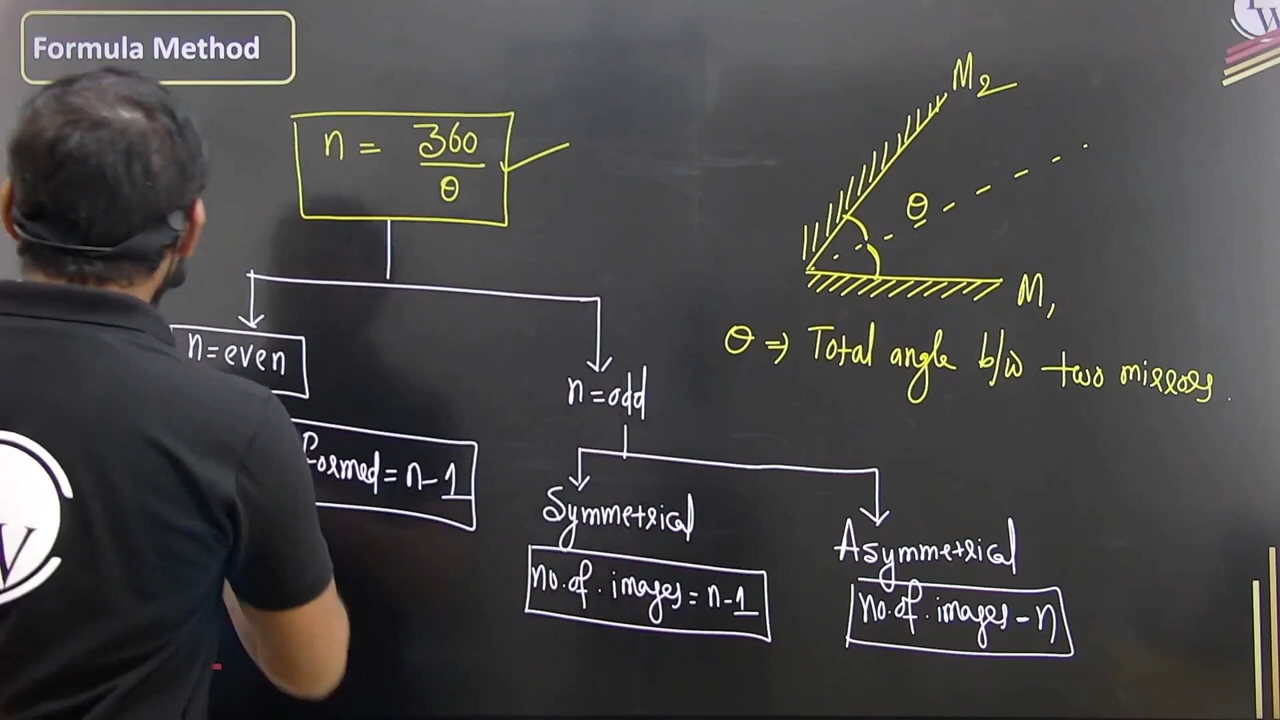 Formula Method
n = 360/θ
M2
θ
M1
θ ⇒ Total angle b/w two mirrors.
n=even
formed = n-1
n=odd
Symmetrical
no.of.images = n-1
Asymmetrical
no.of.images - n
W
W